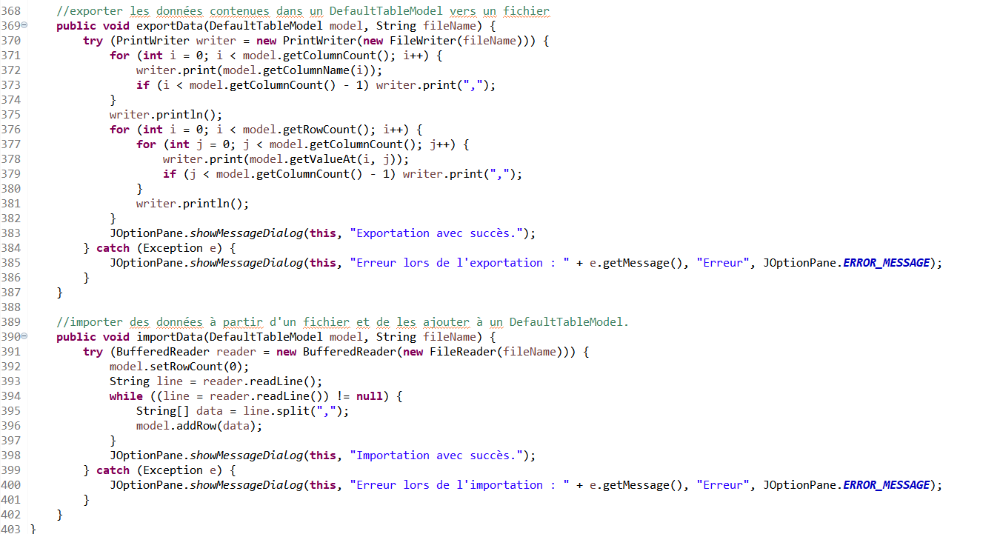 368     //exporter les données contenues dans un DefaultTableModel vers un fichier
369     public void exportData(DefaultTableModel model, String fileName) {
370         try (PrintWriter writer = new PrintWriter(new FileWriter(fileName))) {
371             for (int i = 0; i < model.getColumnCount(); i++) {
372                 writer.print(model.getColumnName(i));
373                 if (i < model.getColumnCount() - 1) writer.print(",");
374             }
375             writer.println();
376             for (int i = 0; i < model.getRowCount(); i++) {
377                 for (int j = 0; j < model.getColumnCount(); j++) {
378                     writer.print(model.getValueAt(i, j));
379                     if (j < model.getColumnCount() - 1) writer.print(",");
380                 }
381                 writer.println();
382             }
383             JOptionPane.showMessageDialog(this, "Exportation avec succès.");
384         } catch (Exception e) {
385             JOptionPane.showMessageDialog(this, "Erreur lors de l'exportation : " + e.getMessage(), "Erreur", JOptionPane.ERROR_MESSAGE);
386         }
387     }
388
389     //importer des données à partir d'un fichier et de les ajouter à un DefaultTableModel.
390     public void importData(DefaultTableModel model, String fileName) {
391         try (BufferedReader reader = new BufferedReader(new FileReader(fileName))) {
392             model.setRowCount(0);
393             String line = reader.readLine();
394             while ((line = reader.readLine()) != null) {
395                 String[] data = line.split(",");
396                 model.addRow(data);
397             }
398             JOptionPane.showMessageDialog(this, "Importation avec succès.");
399         } catch (Exception e) {
400             JOptionPane.showMessageDialog(this, "Erreur lors de l'importation : " + e.getMessage(), "Erreur", JOptionPane.ERROR_MESSAGE);
401         }
402     }
403 }